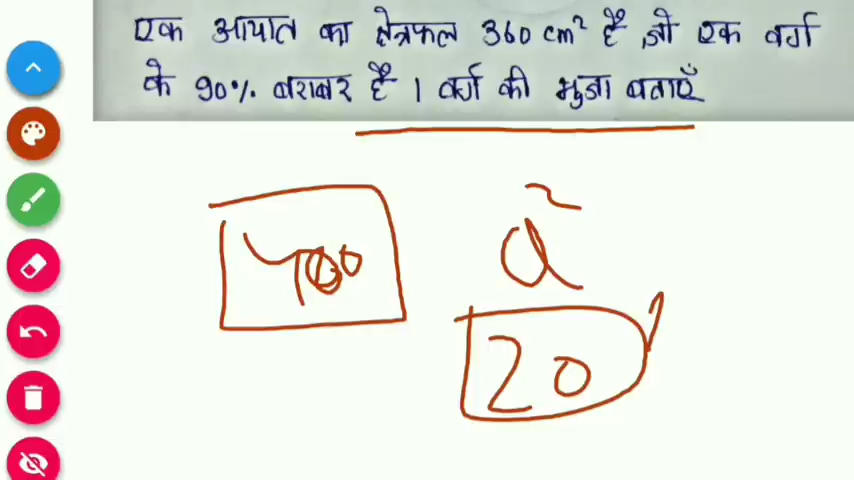 एक आयात का क्षेत्रफल 360 cm² है जो एक वर्ग
के 90% बराबर है । वर्ग की भुजा बताएँ
400
a²
20